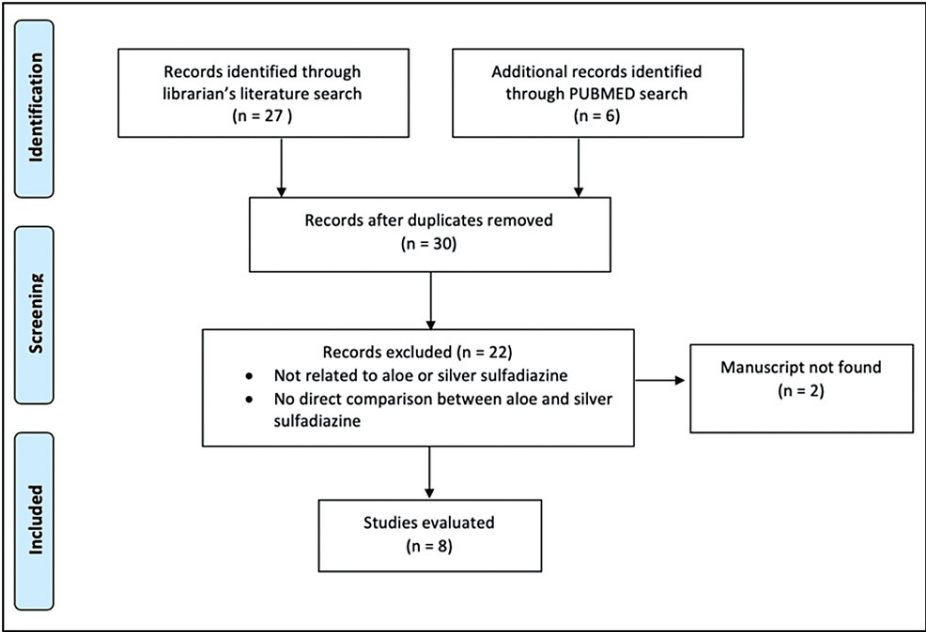 Identification
Records identified through
librarian's literature search
(n = 27 )
Additional records identified
through PUBMED search
(n = 6)
Records after duplicates removed
(n = 30)
Screening
Records excluded (n = 22)
• Not related to aloe or silver sulfadiazine
• No direct comparison between aloe and silver
sulfadiazine
Manuscript not found
(n = 2)
Included
Studies evaluated
(n = 8)